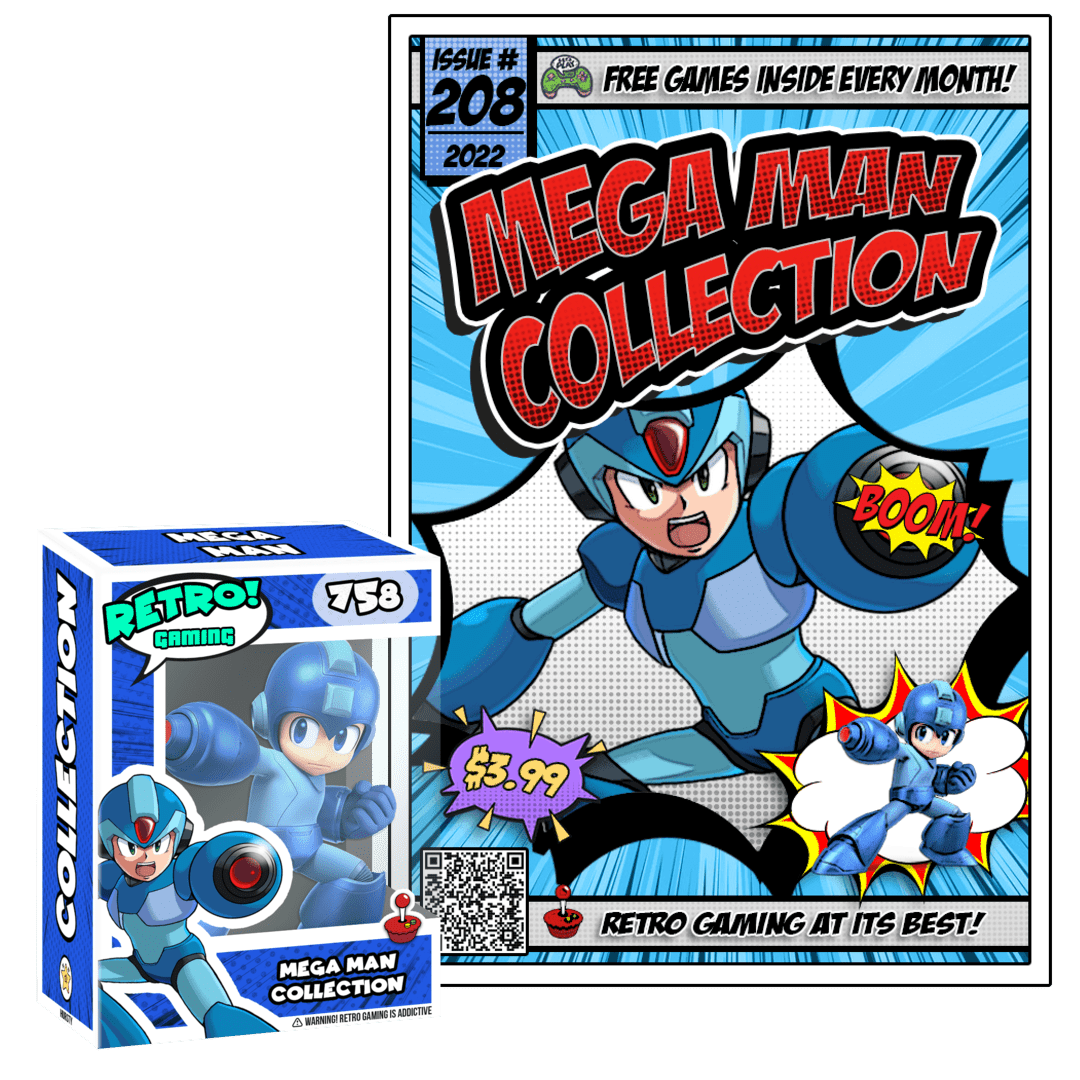 ISSUE #
208
2022
FREE GAMES INSIDE EVERY MONTH!
MEGA MAN
COLLECTION
BOOM!
$3.99
RETRO GAMING AT ITS BEST!
MEGA
MAN
RETRO!
GAMING
758
COLLECTION
MEGA MAN
COLLECTION
WARNING! RETRO GAMING IS ADDICTIVE